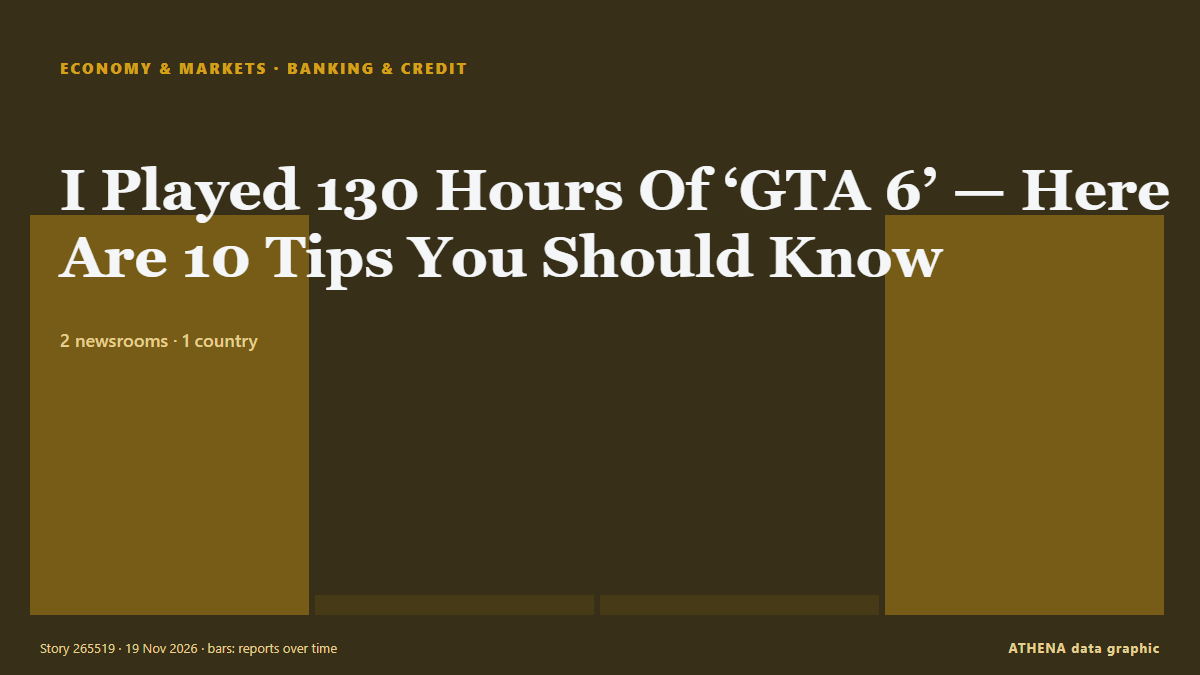 ECONOMY & MARKETS · BANKING & CREDIT
I Played 130 Hours Of ‘GTA 6’ — Here
Are 10 Tips You Should Know
2 newsrooms · 1 country
Story 265519 · 19 Nov 2026 · bars: reports over time
ATHENA data graphic